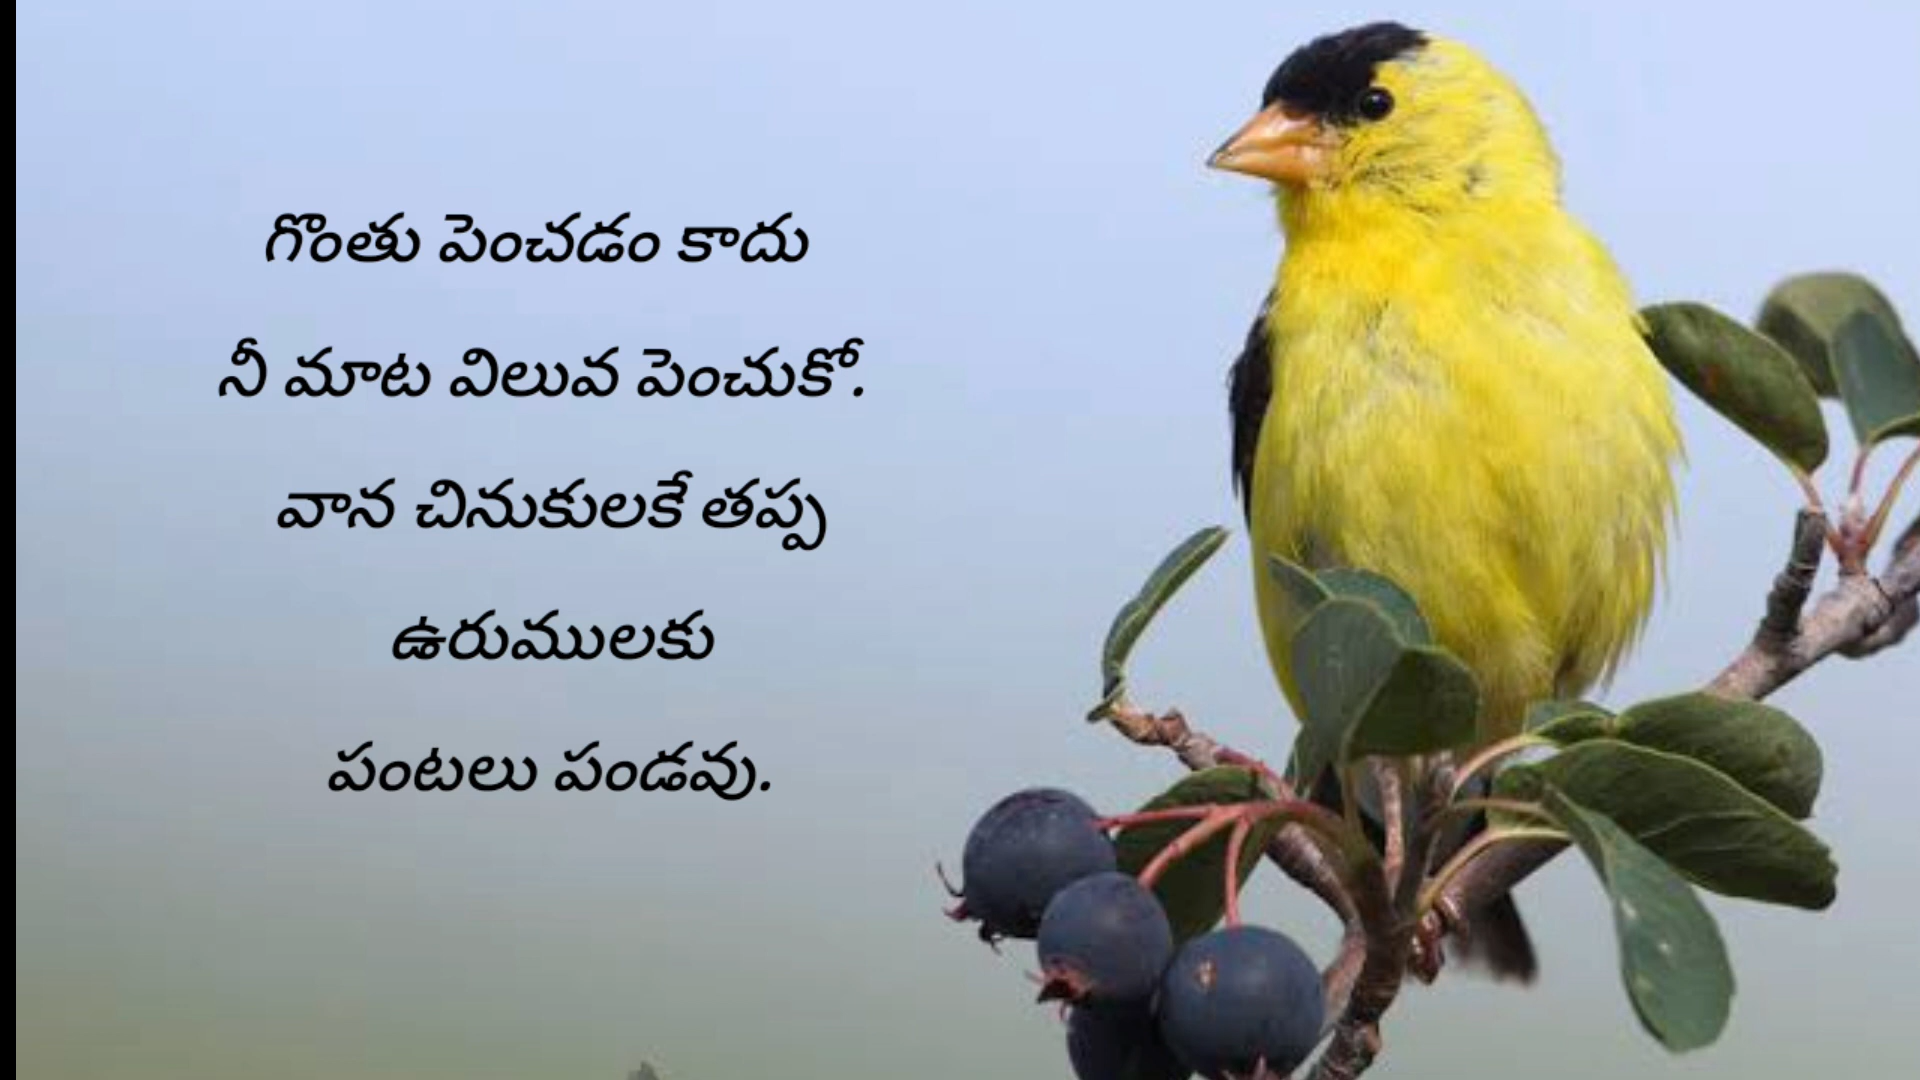 గొంతు పెంచడం కాదు
నీ మాట విలువ పెంచుకో.
వాన చినుకులకే తప్ప
ఉరుములకు
పంటలు పండవు.